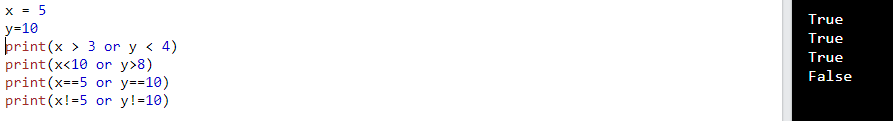 x = 5
y=10
print(x > 3 or y < 4)
print(x<10 or y>8)
print(x==5 or y==10)
print(x!=5 or y!=10)
True
True
True
False